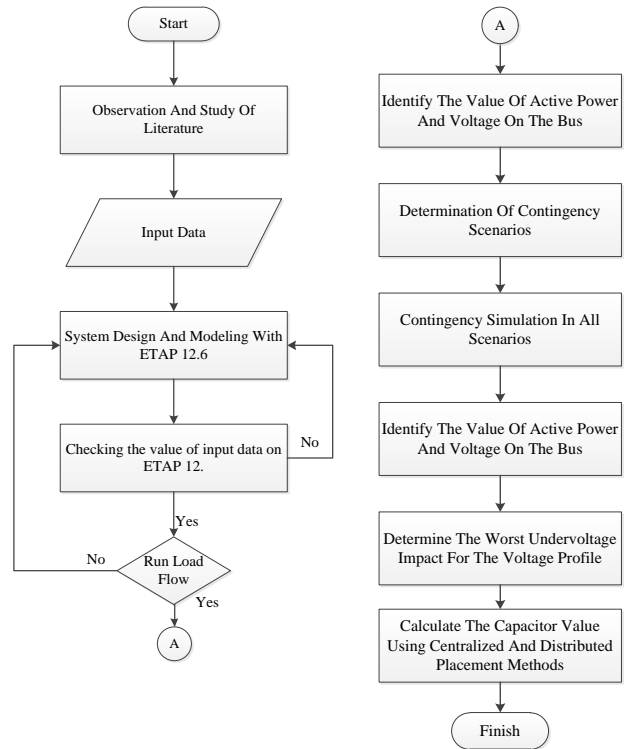 Start
Observation And Study Of
Literature
Input Data
System Design And Modeling With
ETAP 12.6
Checking the value of input data on
ETAP 12.
No
Yes
Run Load
Flow
No
Yes
A
A
Identify The Value Of Active Power
And Voltage On The Bus
Determination Of Contingency
Scenarios
Contingency Simulation In All
Scenarios
Identify The Value Of Active Power
And Voltage On The Bus
Determine The Worst Undervoltage
Impact For The Voltage Profile
Calculate The Capacitor Value
Using Centralized And Distributed
Placement Methods
Finish